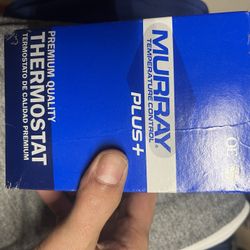 MURRAY
TEMPERATURE CONTROL
PLUS+
PREMIUM QUALITY
THERMOSTAT
TERMOSTATO DE CALIDAD PREMIUM